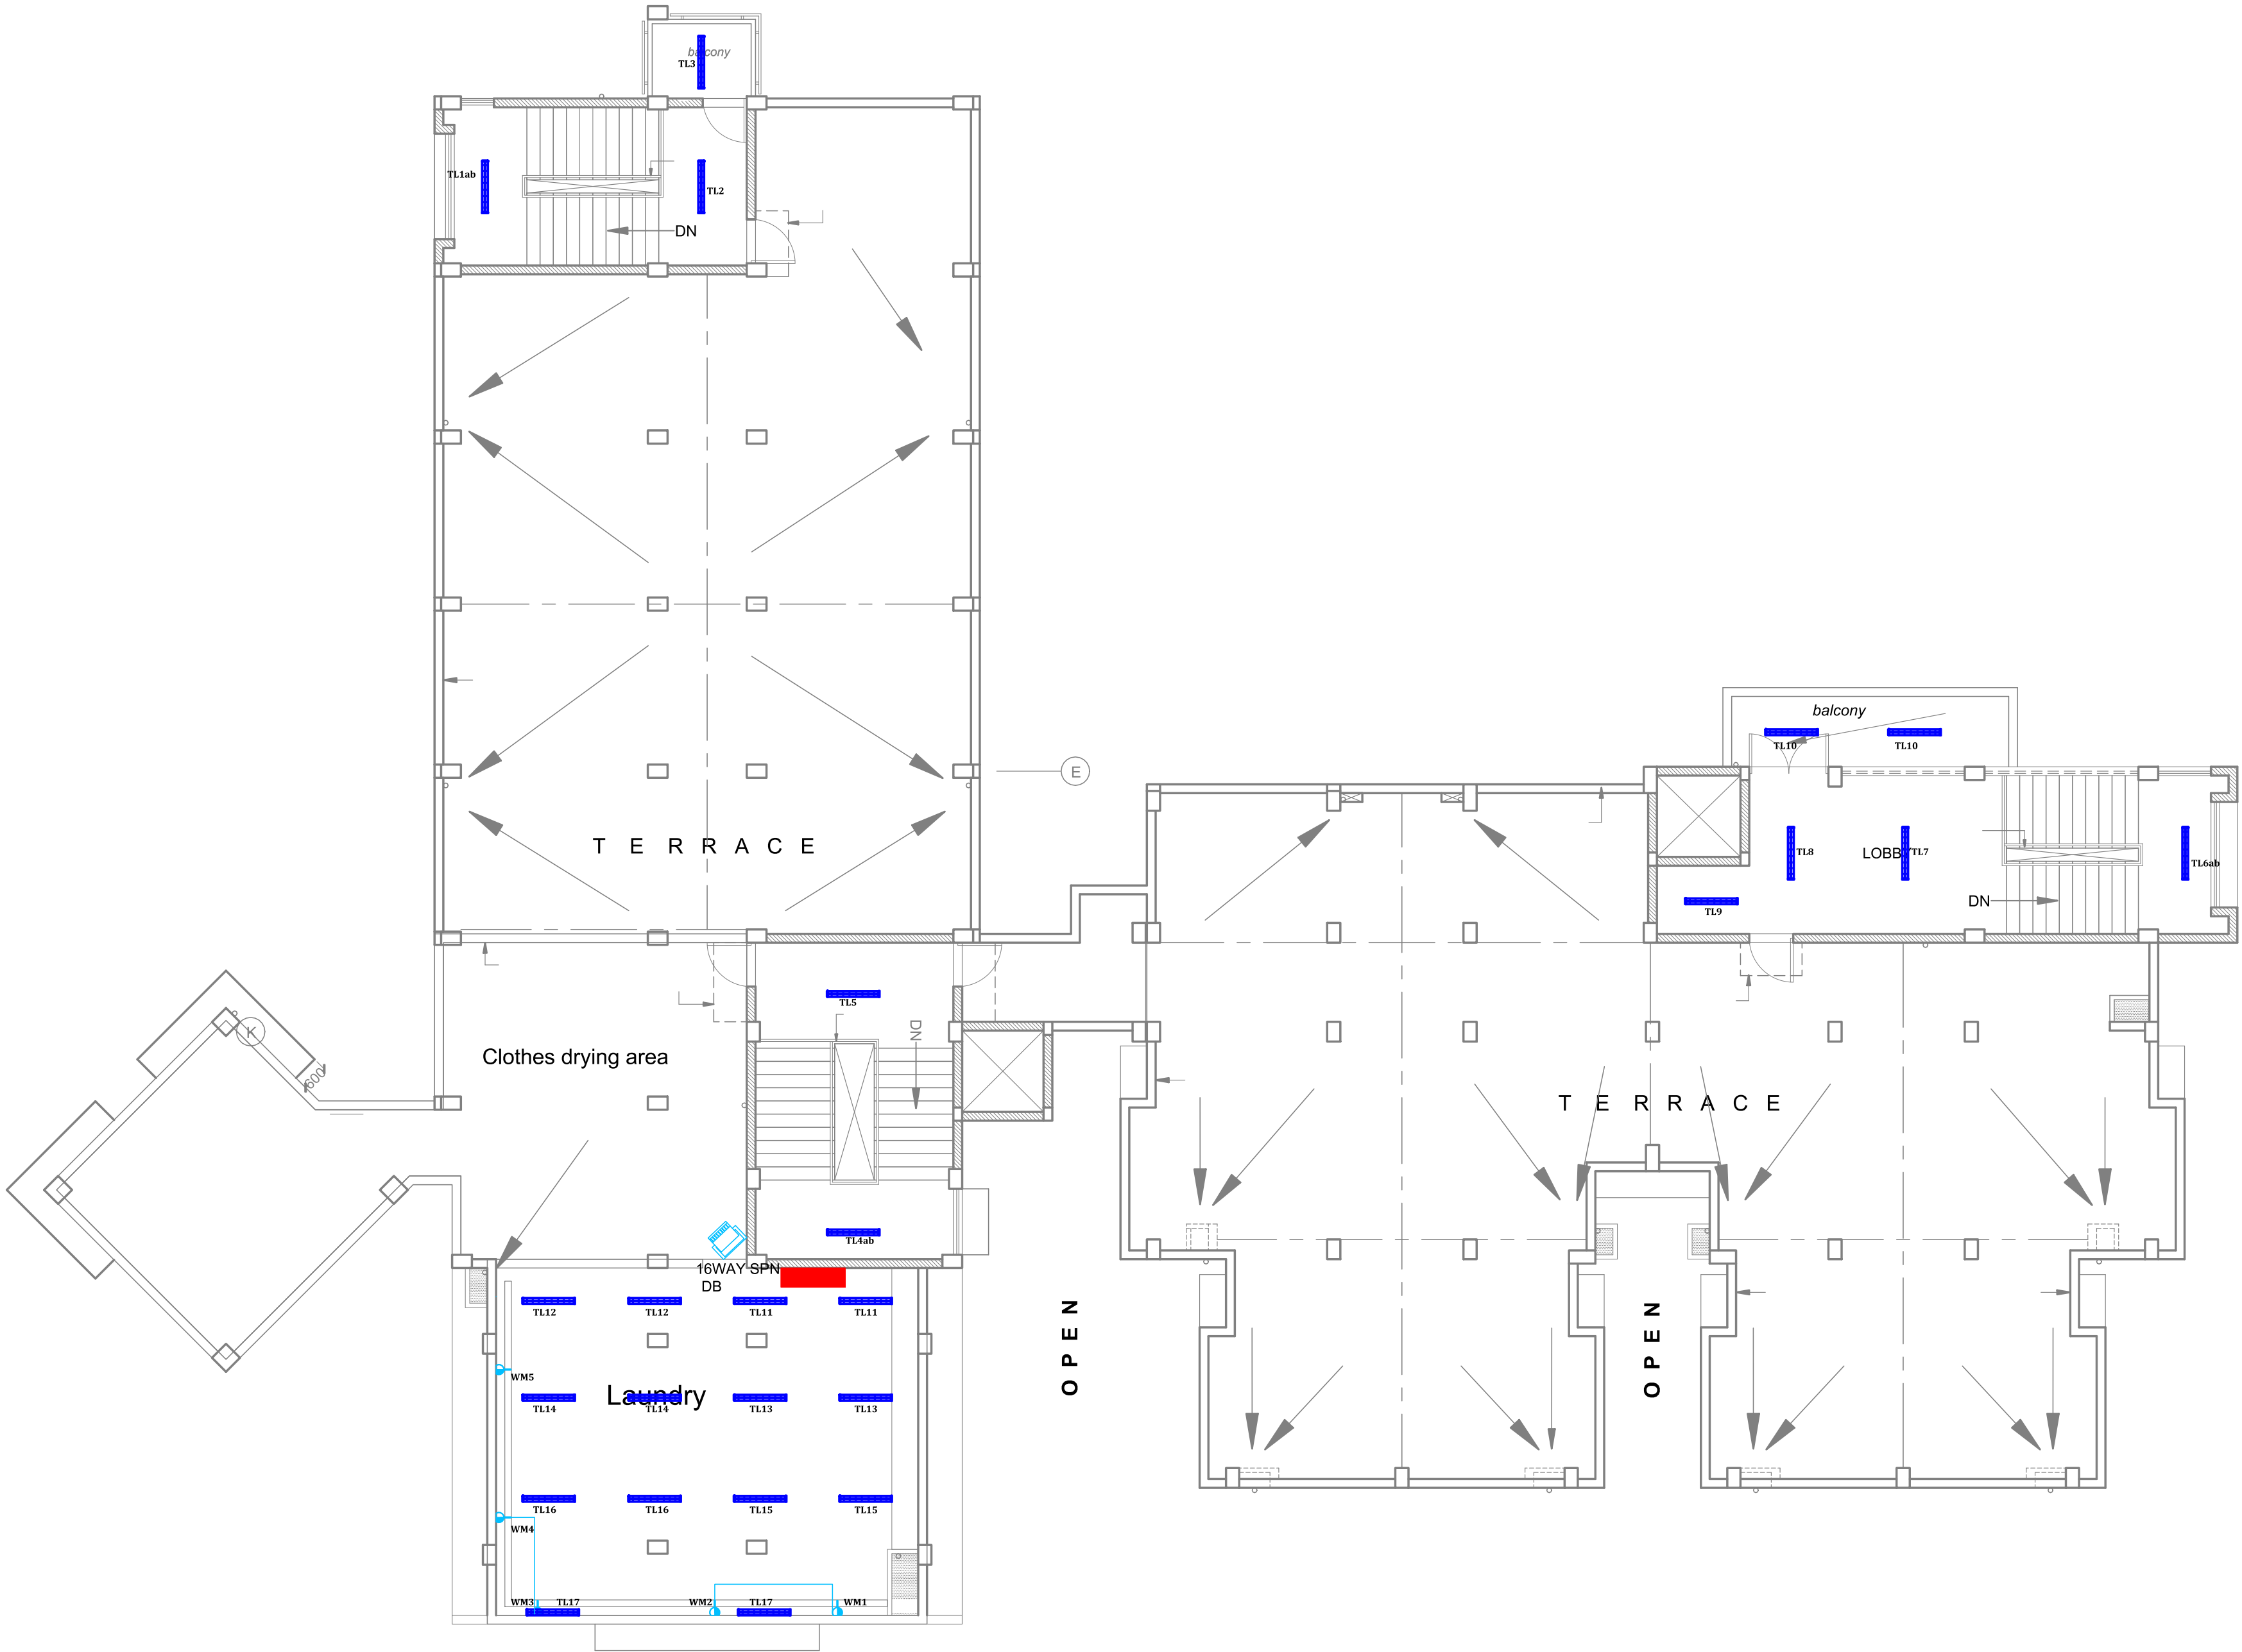 balcony
TL3
TL1ab
TL2
DN
balcony
TL10
TL10
E
T E R R A C E
TL8
LOBBY
TL7
TL6ab
DN
TL9
TL5
K
DN
Clothes drying area
600
T E R R A C E
TL4ab
16WAY SPN
DB
TL12
TL12
TL11
TL11
OPEN
OPEN
WM5
Laundry
TL14
TL14
TL13
TL13
TL16
TL16
TL15
TL15
WM4
WM3
TL17
WM2
TL17
WM1